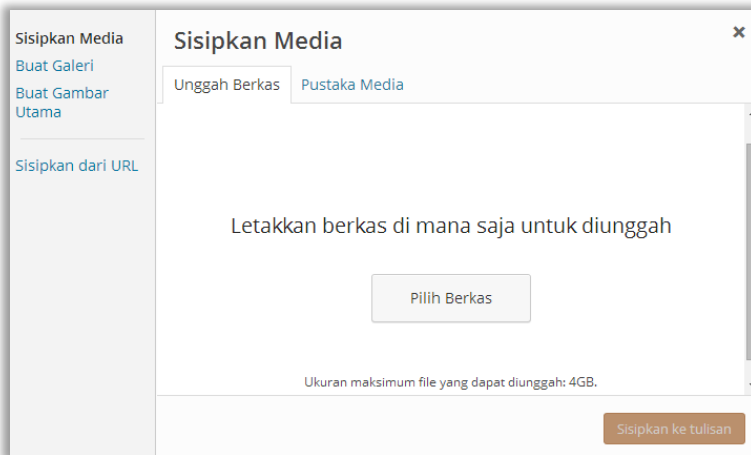 Sisipkan Media
Buat Galeri
Buat Gambar
Utama
Sisipkan dari URL
Sisipkan Media
Unggah Berkas
Pustaka Media
Letakkan berkas di mana saja untuk diunggah
Pilih Berkas
Ukuran maksimum file yang dapat diunggah: 4GB.
Sisipkan ke tulisan